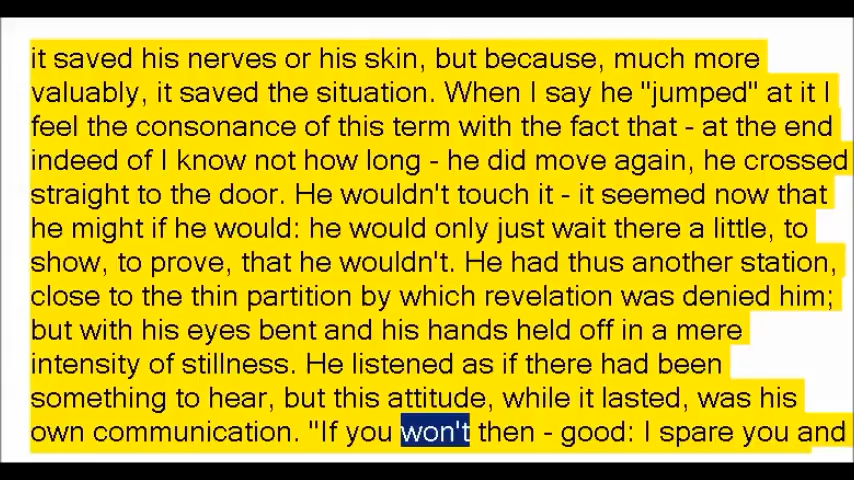 it saved his nerves or his skin, but because, much more
valuably, it saved the situation. When I say he "jumped" at it I
feel the consonance of this term with the fact that - at the end
indeed of I know not how long - he did move again, he crossed
straight to the door. He wouldn't touch it - it seemed now that
he might if he would: he would only just wait there a little, to
show, to prove, that he wouldn't. He had thus another station,
close to the thin partition by which revelation was denied him;
but with his eyes bent and his hands held off in a mere
intensity of stillness. He listened as if there had been
something to hear, but this attitude, while it lasted, was his
own communication. "If you won't then - good: I spare you and